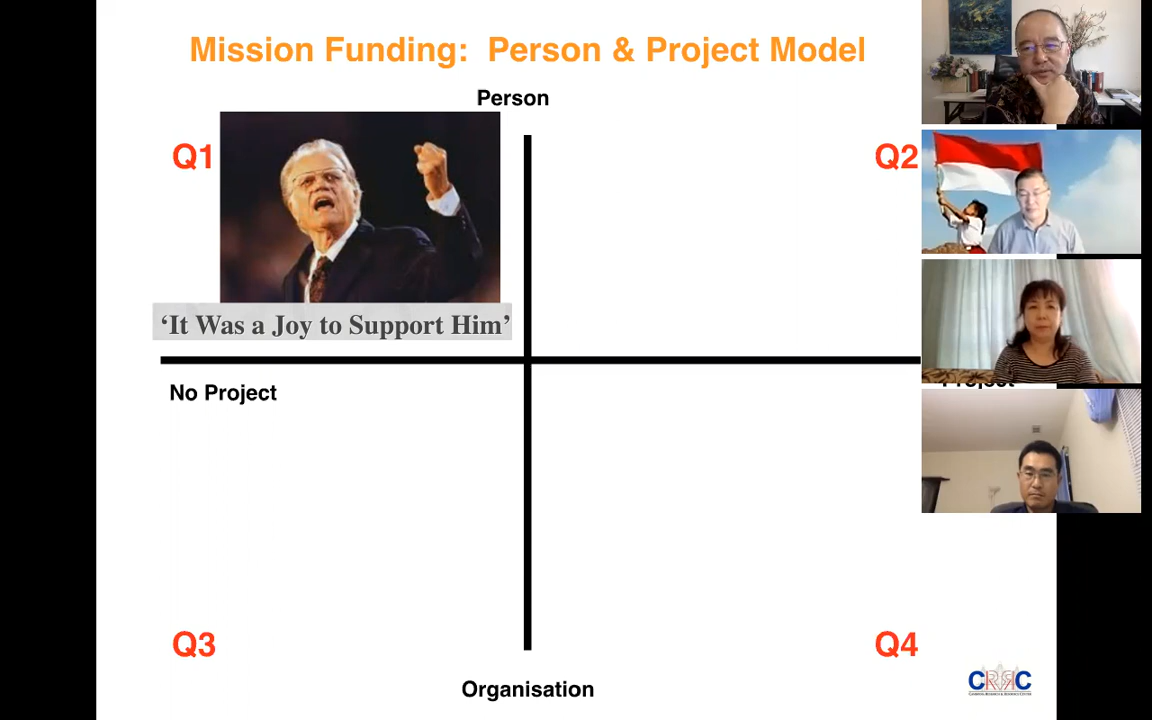 Mission Funding: Person & Project Model
Person
Q1
Q2
‘It Was a Joy to Support Him’
No Project
Project
Q3
Q4
Organisation
CRRC